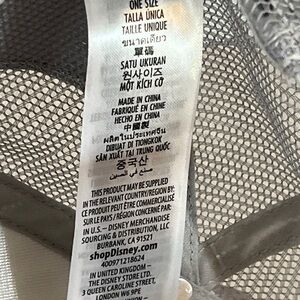 ONE SIZE
TALLA ÚNICA
TAILLE UNIQUE
ขนาดเดียว
單碼
SATU UKURAN
원사이즈
MỘT KÍCH CỠ
MADE IN CHINA
FABRIQUÉ EN CHINE
HECHO EN CHINA
中國製
ผลิตในประเทศจีน
DIBUAT DI TIONGKOK
SẢN XUẤT TẠI TRUNG QUỐC
중국산
صنع في الصين
THIS PRODUCT MAY BE SUPPLIED
IN THE RELEVANT COUNTRY/REGION BY:
CE PRODUIT PEUT ÊTRE COMMERCIALISÉ
SUR LE PAYS / RÉGION CONCERNÉ PAR:
IN U.S. - DISNEY MERCHANDISE
SOURCING & DISTRIBUTION, LLC
BURBANK, CA 91521
shopDisney.com
400971218624
IN UNITED KINGDOM -
THE DISNEY STORE LTD.
3 QUEEN CAROLINE STREET,
LONDON W6 9PE